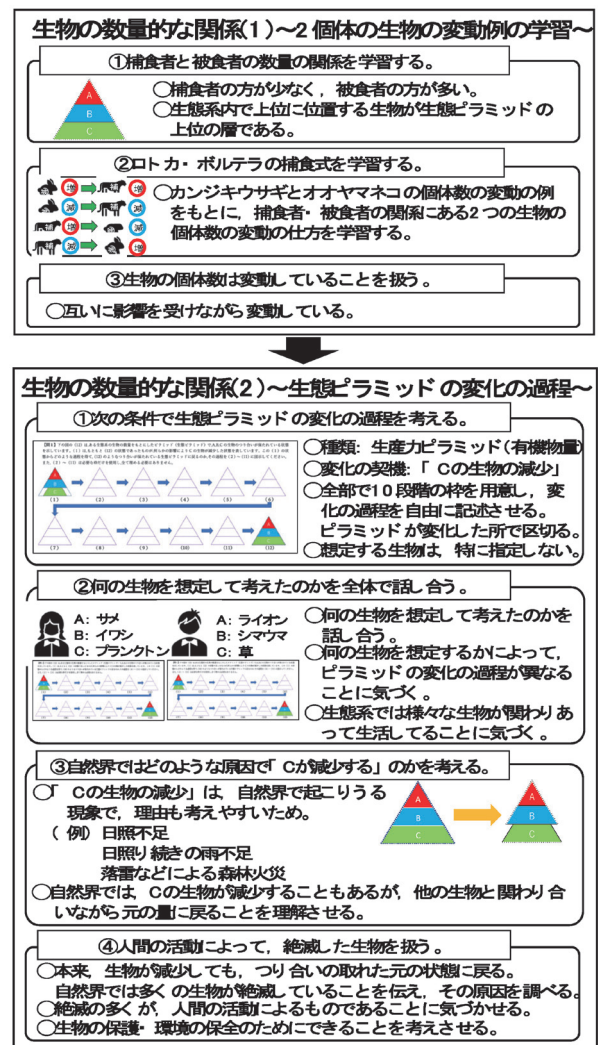 生物の数量的な関係(1)~2個体の生物の変動例の学習~
①捕食者と被食者の数量の関係を学習する。
A
B
C
○捕食者の方が少なく,被食者の方が多い。
○生態系内で上位に位置する生物が生態ピラミッドの
上位の層である。
②ロトカ・ボルテラの捕食式を学習する。
増 増
減 減
増 減
減 増
○カンジキウサギとオオヤマネコの個体数の変動の例
をもとに,捕食者・被食者の関係にある2つの生物の
個体数の変動の仕方を学習する。
③生物の個体数は変動していることを扱う。
○互いに影響を受けながら変動している。
生物の数量的な関係(2)~生態ピラミッドの変化の過程~
①次の条件で生態ピラミッドの変化の過程を考える。
(1) (2) (3) (4) (5) (6)
(7) (8) (9) (10) (11) (12)
○種類:生産力ピラミッド(有機物量)
○変化の契機:「Cの生物の減少」
○全部で10段階の枠を用意し,変
化の過程を自由に記述させる。
ピラミッドが変化した所で区切る。
○想定する生物は,特に指定しない。
②何の生物を想定して考えたのかを全体で話し合う。
A:サメ
B:イワシ
C:プランクトン
A:ライオン
B:シマウマ
C:草
○何の生物を想定して考えたのかを
話し合う。
○何の生物を想定するかによって,
ピラミッドの変化の過程が異なる
ことに気づく。
○生態系では様々な生物が関わりあ
って生活してることに気づく。
③自然界ではどのような原因で「Cが減少する」のかを考える。
○「Cの生物の減少」は,自然界で起こりうる
現象で,理由も考えやすいため。
(例)日照不足
日照り続きの雨不足
落雷などによる森林火災
A
B
C
A
B
C
○自然界では,Cの生物が減少することもあるが,他の生物と関わり合
いながら元の量に戻ることを理解させる。
④人間の活動によって,絶滅した生物を扱う。
○本来,生物が減少しても,つり合いの取れた元の状態に戻る。
自然界では多くの生物が絶滅していることを伝え,その原因を調べる。
○絶滅の多くが,人間の活動によるものであることに気づかせる。
○生物の保護・環境の保全のためにできることを考えさせる。